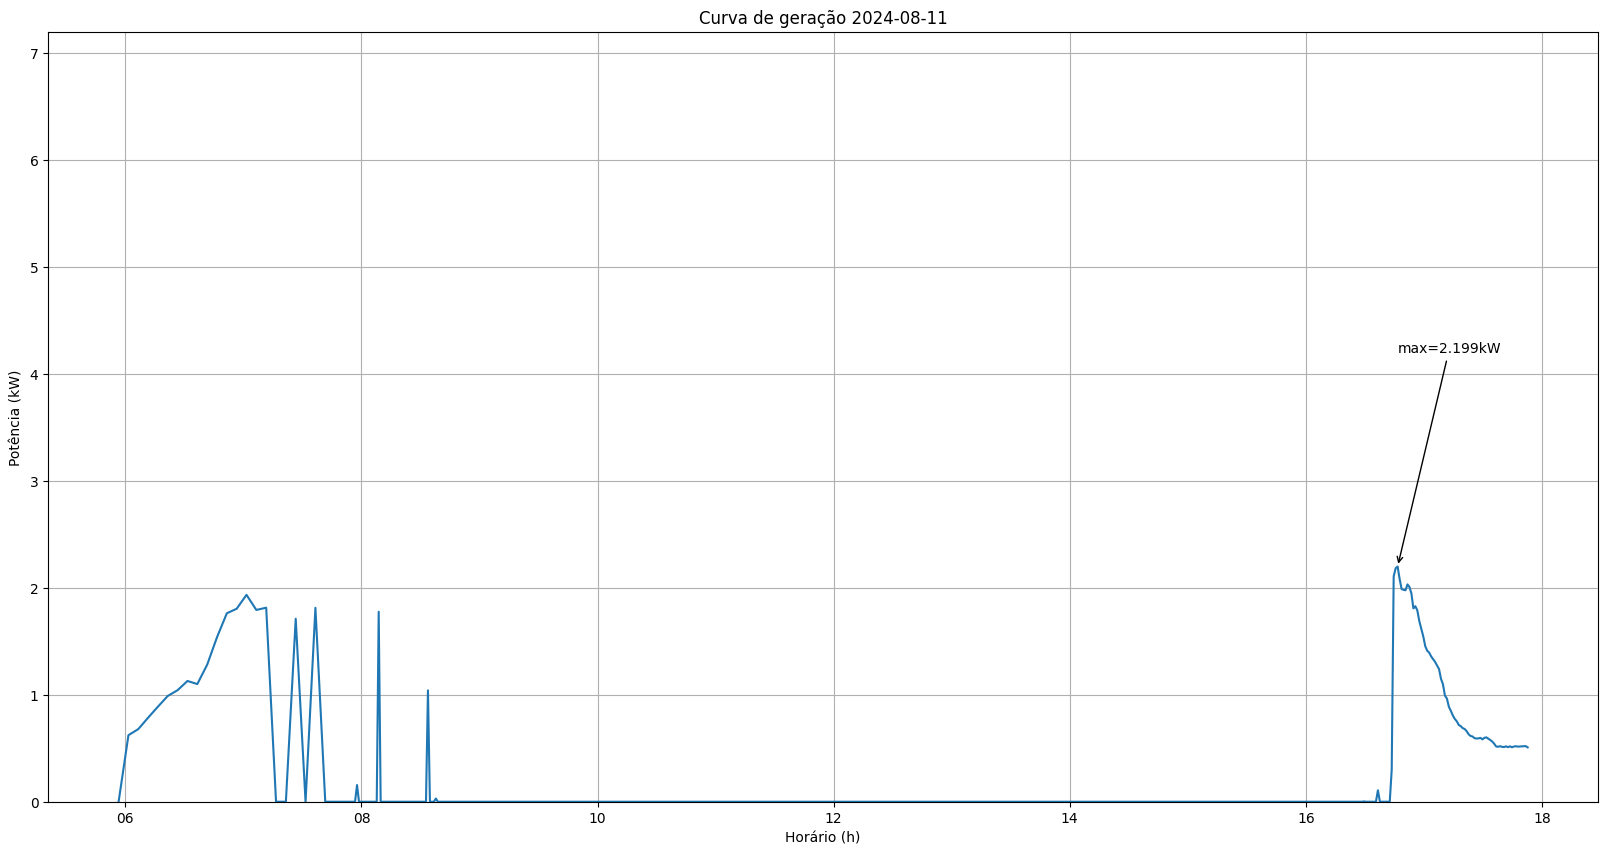 Curva de geração 2024-08-11
7
6
5
4
3
2
1
0
Potência (kW)
max=2.199kW
06 08 10 12 14 16 18
Horário (h)